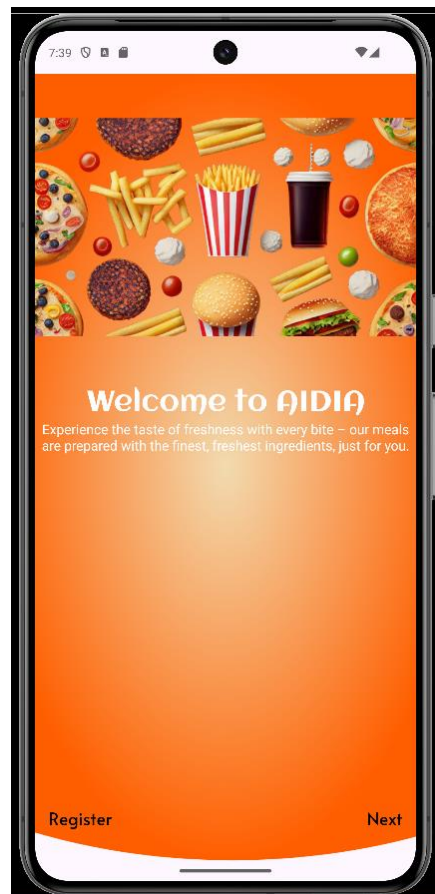 7:39
Welcome to AIDIA
Experience the taste of freshness with every bite – our meals
are prepared with the finest, freshest ingredients, just for you.
Register
Next